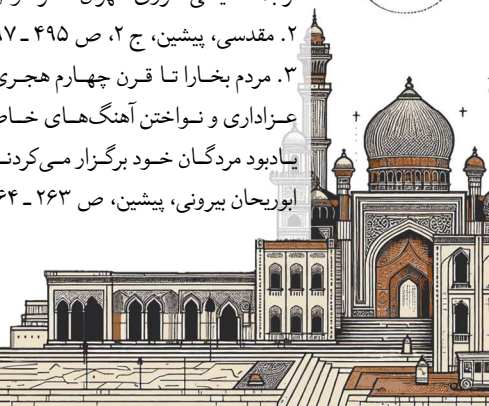 ۲. مقدسی، پیشین، ج ۲، ص ۴۹۵ ـ
۳. مردم بخارا تا قرن چهارم هجری
عزاداری و نواختن آهنگ‌های
یادبود مردگان خود برگزار می‌کردند
ابوریحان بیرونی، پیشین، ص ۲۶۳ ـ